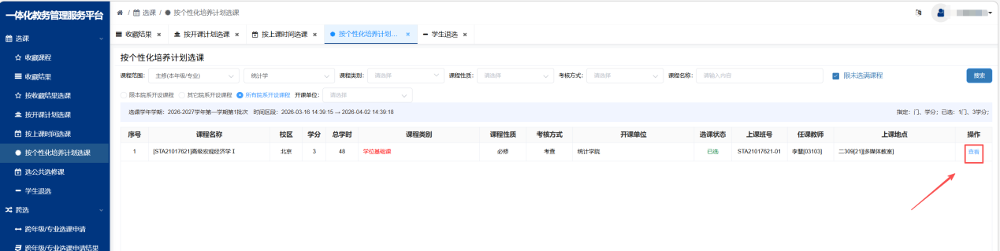 一体化教务管理服务平台
选课
收藏课程
收藏结果
按收藏结果选课
按开课计划选课
按上课时间选课
按个性化培养计划选课
选公共选修课
学生退选
跨选
跨年级/专业选课申请
跨年级/专业选课申请结果
/ 选课 / 按个性化培养计划选课
收藏结果 × 按开课计划选课 × 按上课时间选课 × 按个性化培养计划... × 学生退选 ×
按个性化培养计划选课
课程范围: 主修(本年级/专业) 统计学 课程类别: 请选择 课程性质: 请选择 考核方式: 请选择 课程名称: 请输入内容 限未选满课程 搜索
限本院系开设课程 其它院系开设课程 所有院系开设课程 开课单位: 请选择
选课学年学期: 2026-2027学年第一学期第1批次 时间区段: 2026-03-16 14:39:15 → 2026-04-02 14:39:18 指定: 门、学分; 已选: 1门、3学分;
序号 课程名称 校区 学分 总学时 课程类别 课程性质 考核方式 开课单位 选课状态 上课班号 任课教师 上课地点 操作
1 [STA21017621]高级宏观经济学 I 北京 3 48 学位基础课 必修 考查 统计学院 已选 STA21017621-01 李慧[03103] 二309[21][多媒体教室] 查看